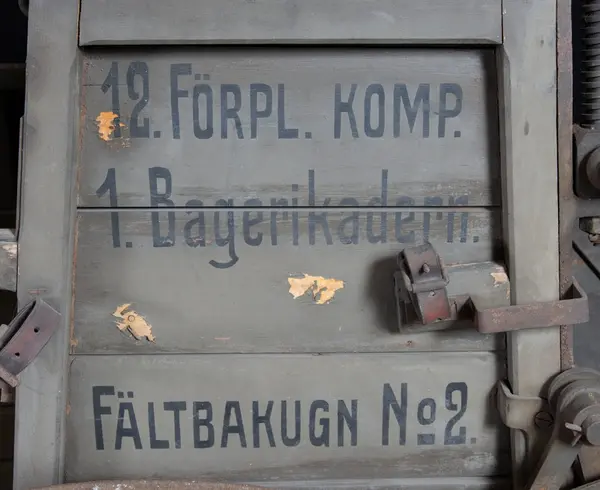 12. FÖRPL. KOMP.
1. Bagerikadern.
FÄLTBAKUGN No2.